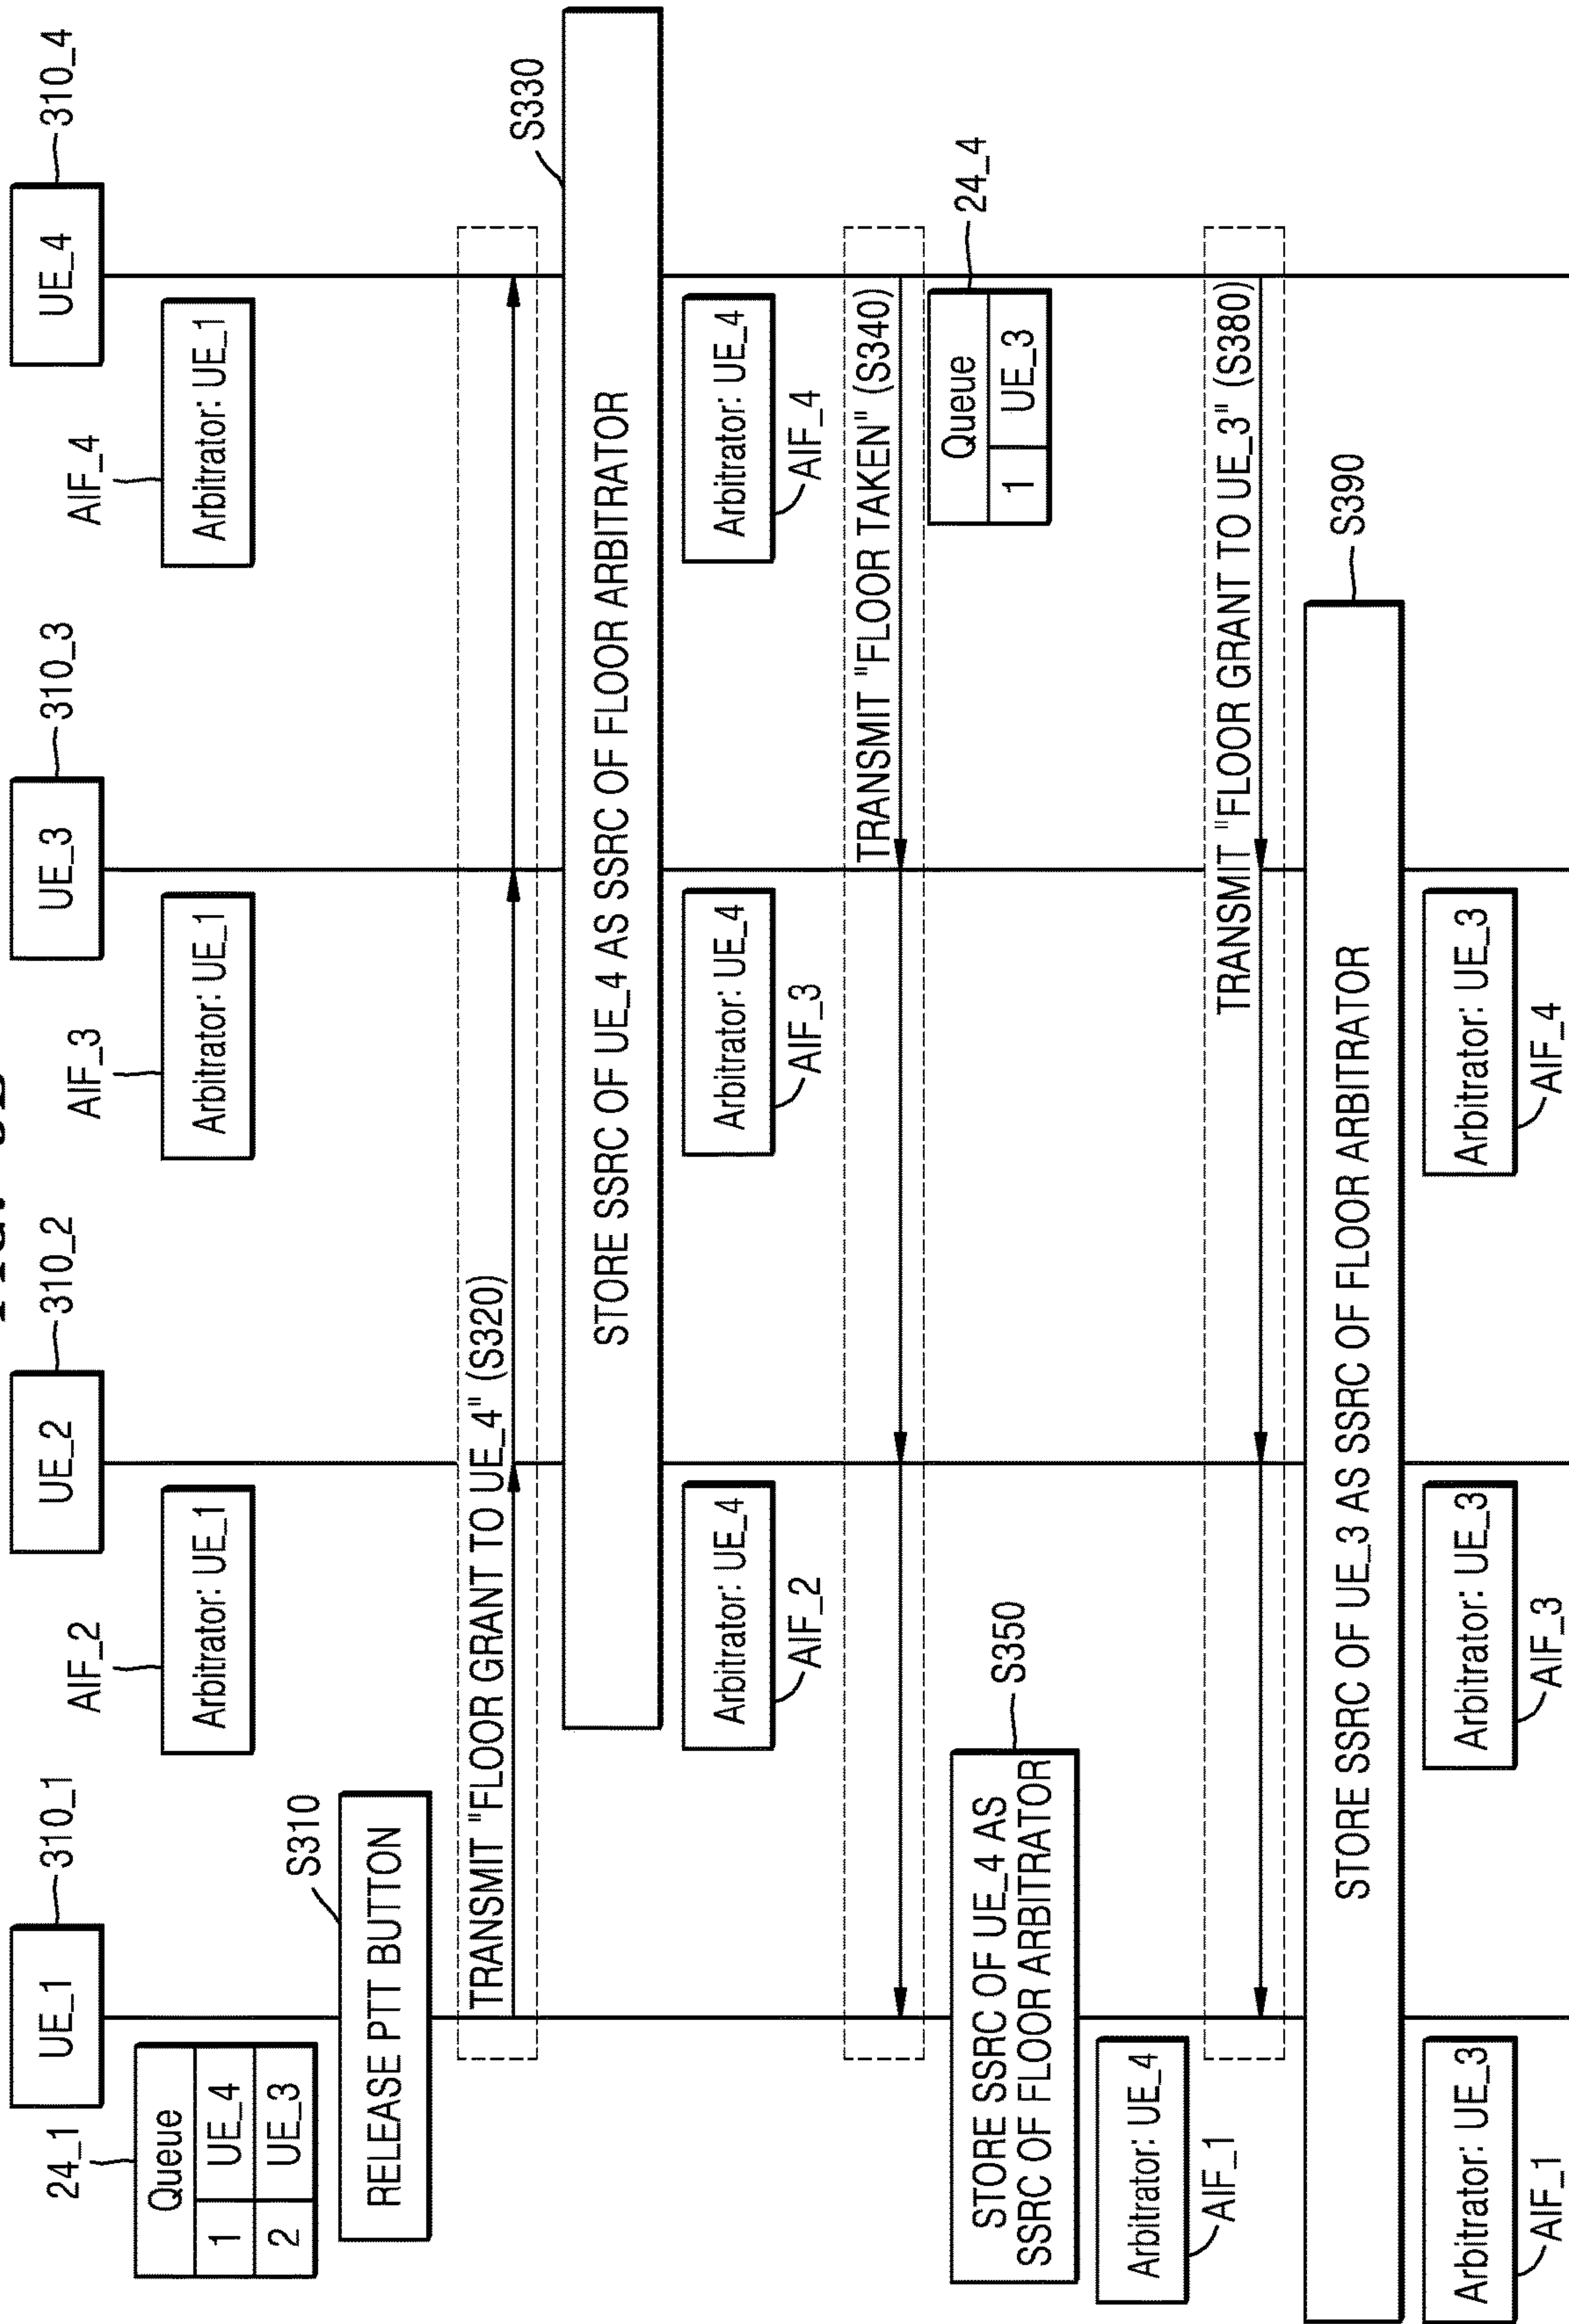 UE_1
310_1
UE_2
310_2
UE_3
310_3
UE_4
310_4
24_1
Queue
1 UE_4
2 UE_3
AIF_2
Arbitrator: UE_1
AIF_3
Arbitrator: UE_1
AIF_4
Arbitrator: UE_1
S310
RELEASE PTT BUTTON
TRANSMIT "FLOOR GRANT TO UE_4" (S320)
S330
STORE SSRC OF UE_4 AS SSRC OF FLOOR ARBITRATOR
Arbitrator: UE_4
AIF_2
Arbitrator: UE_4
AIF_3
Arbitrator: UE_4
AIF_4
TRANSMIT "FLOOR TAKEN" (S340)
24_4
Queue
1 UE_3
S350
STORE SSRC OF UE_4 AS
SSRC OF FLOOR ARBITRATOR
Arbitrator: UE_4
AIF_1
TRANSMIT "FLOOR GRANT TO UE_3" (S380)
S390
STORE SSRC OF UE_3 AS SSRC OF FLOOR ARBITRATOR
Arbitrator: UE_3
AIF_1
Arbitrator: UE_3
AIF_3
Arbitrator: UE_3
AIF_4